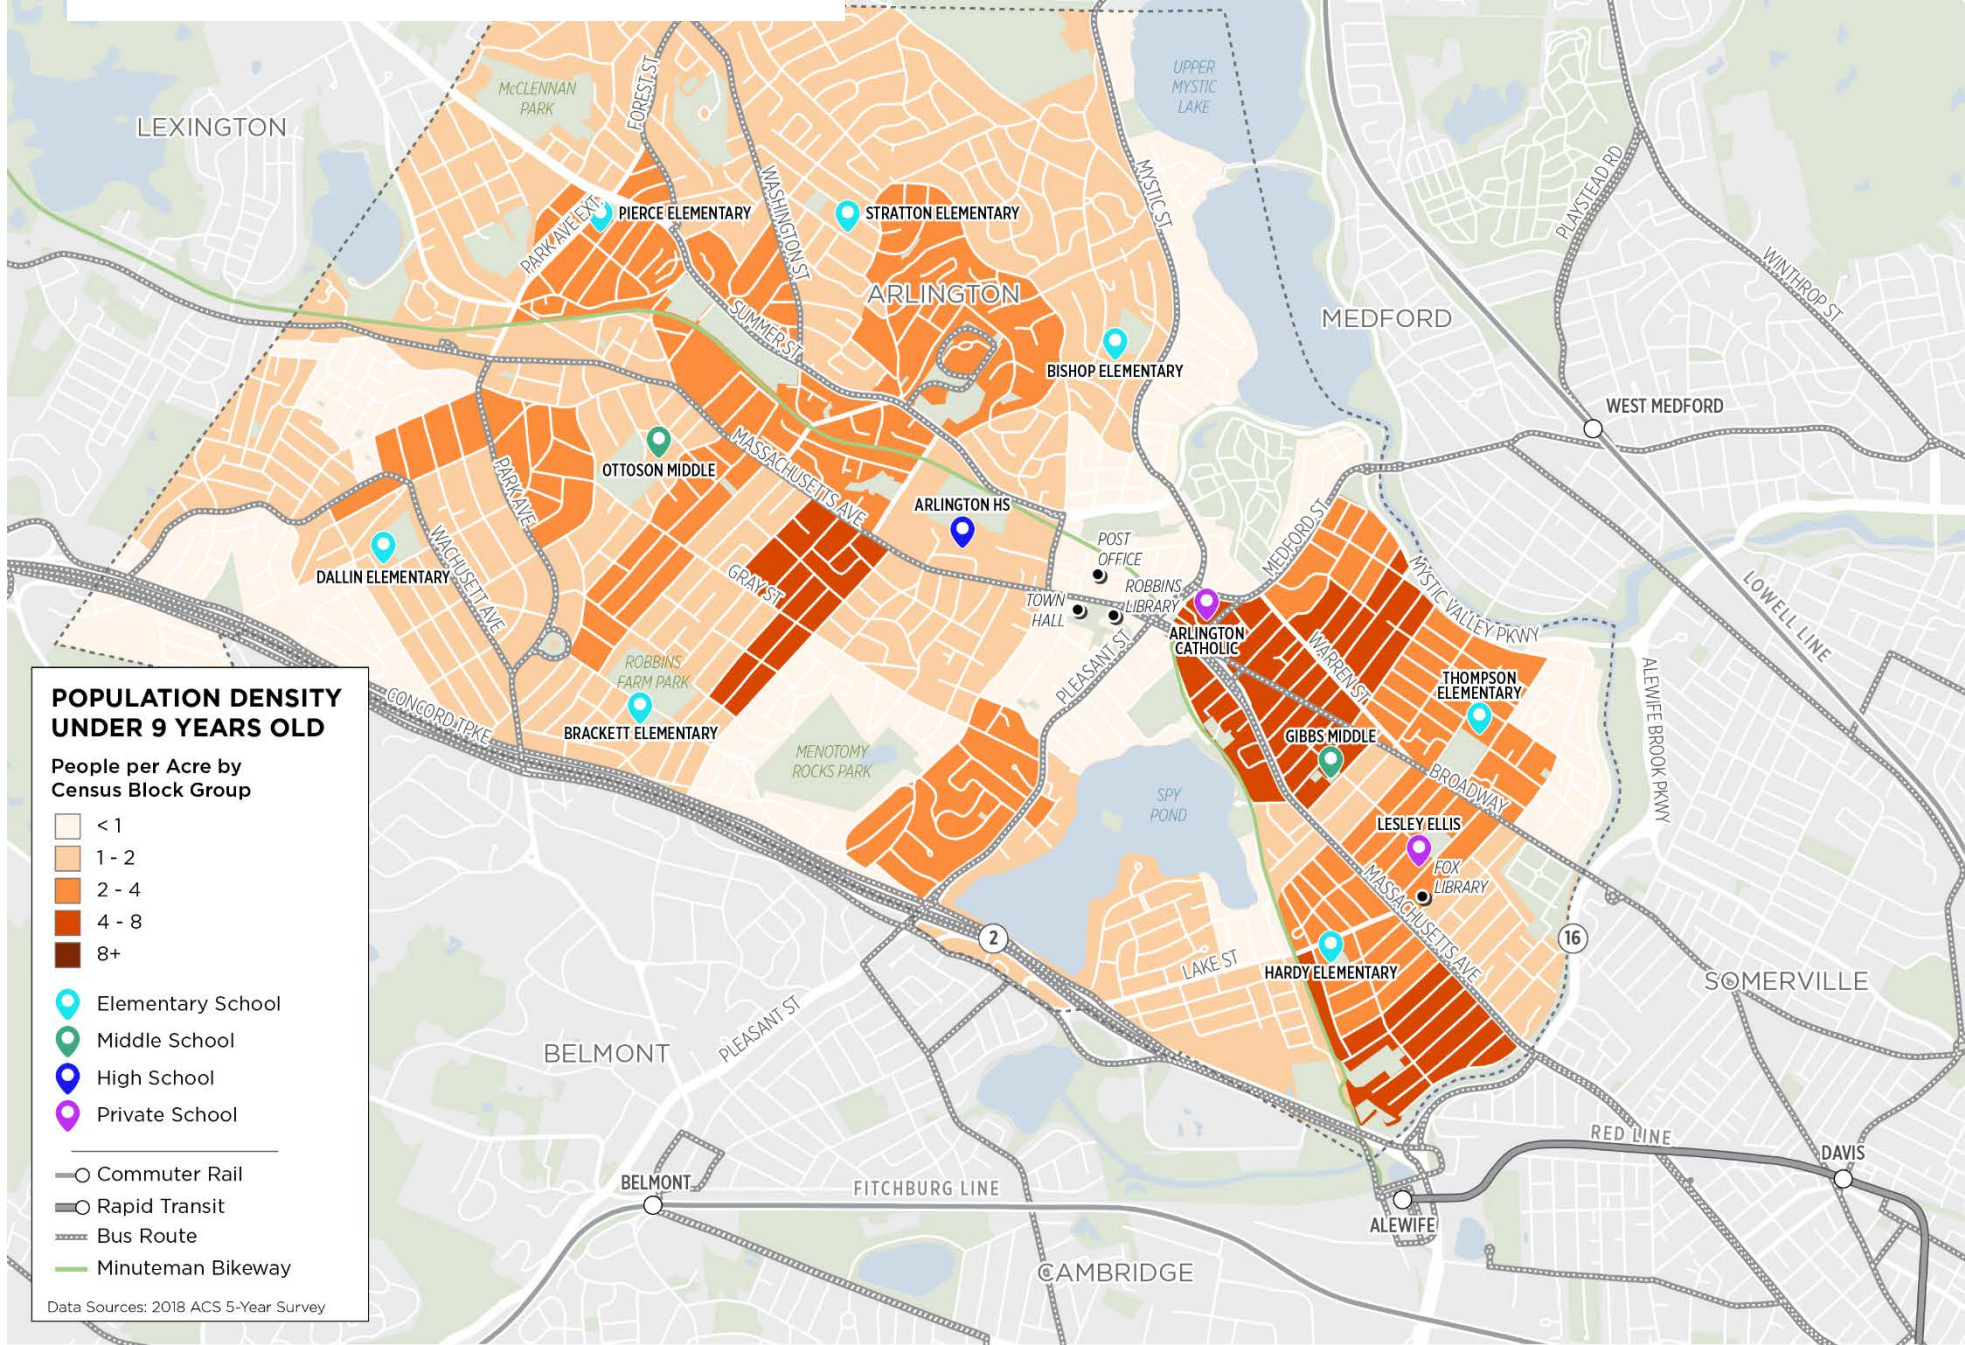 UPPER
MYSTIC
LAKE
McCLENNAN
PARK
FOREST ST
LEXINGTON
MYSTIC ST
PLAYSTEAD RD
WASHINGTON ST
PARK AVE EXT.
PIERCE ELEMENTARY
STRATTON ELEMENTARY
WINTHROP ST
ARLINGTON
MEDFORD
SUMMER ST
BISHOP ELEMENTARY
WEST MEDFORD
OTTOSON MIDDLE
MASSACHUSETTS AVE
PARK AVE
ARLINGTON HS
MEDFORD ST
POST
OFFICE
DALLIN ELEMENTARY
WACHUSETT AVE
GRAY ST
TOWN
HALL
ROBBINS
LIBRARY
MYSTIC VALLEY PKWY
LOWELL LINE
ARLINGTON
CATHOLIC
PLEASANT ST
WARREN ST
ROBBINS
FARM PARK
THOMPSON
ELEMENTARY
ALEWIFE BROOK PKWY
CONCORD TPKE
BRACKETT ELEMENTARY
MENOTOMY
ROCKS PARK
GIBBS MIDDLE
BROADWAY
SPY
POND
LESLEY ELLIS
FOX
LIBRARY
MASSACHUSETTS AVE
2
16
LAKE ST
HARDY ELEMENTARY
SOMERVILLE
BELMONT
PLEASANT ST
RED LINE
DAVIS
BELMONT
FITCHBURG LINE
ALEWIFE
CAMBRIDGE
POPULATION DENSITY
UNDER 9 YEARS OLD
People per Acre by
Census Block Group
< 1
1 - 2
2 - 4
4 - 8
8+
Elementary School
Middle School
High School
Private School
Commuter Rail
Rapid Transit
Bus Route
Minuteman Bikeway
Data Sources: 2018 ACS 5-Year Survey